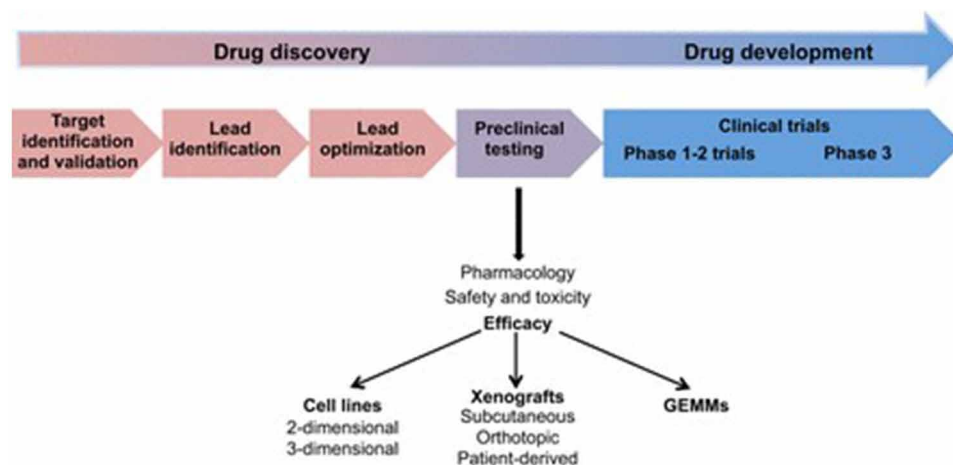 Drug discovery
Drug development
Target
identification
and validation
Lead
identification
Lead
optimization
Preclinical
testing
Clinical trials
Phase 1-2 trials
Phase 3
Pharmacology
Safety and toxicity
Efficacy
Cell lines
2-dimensional
3-dimensional
Xenografts
Subcutaneous
Orthotopic
Patient-derived
GEMMs